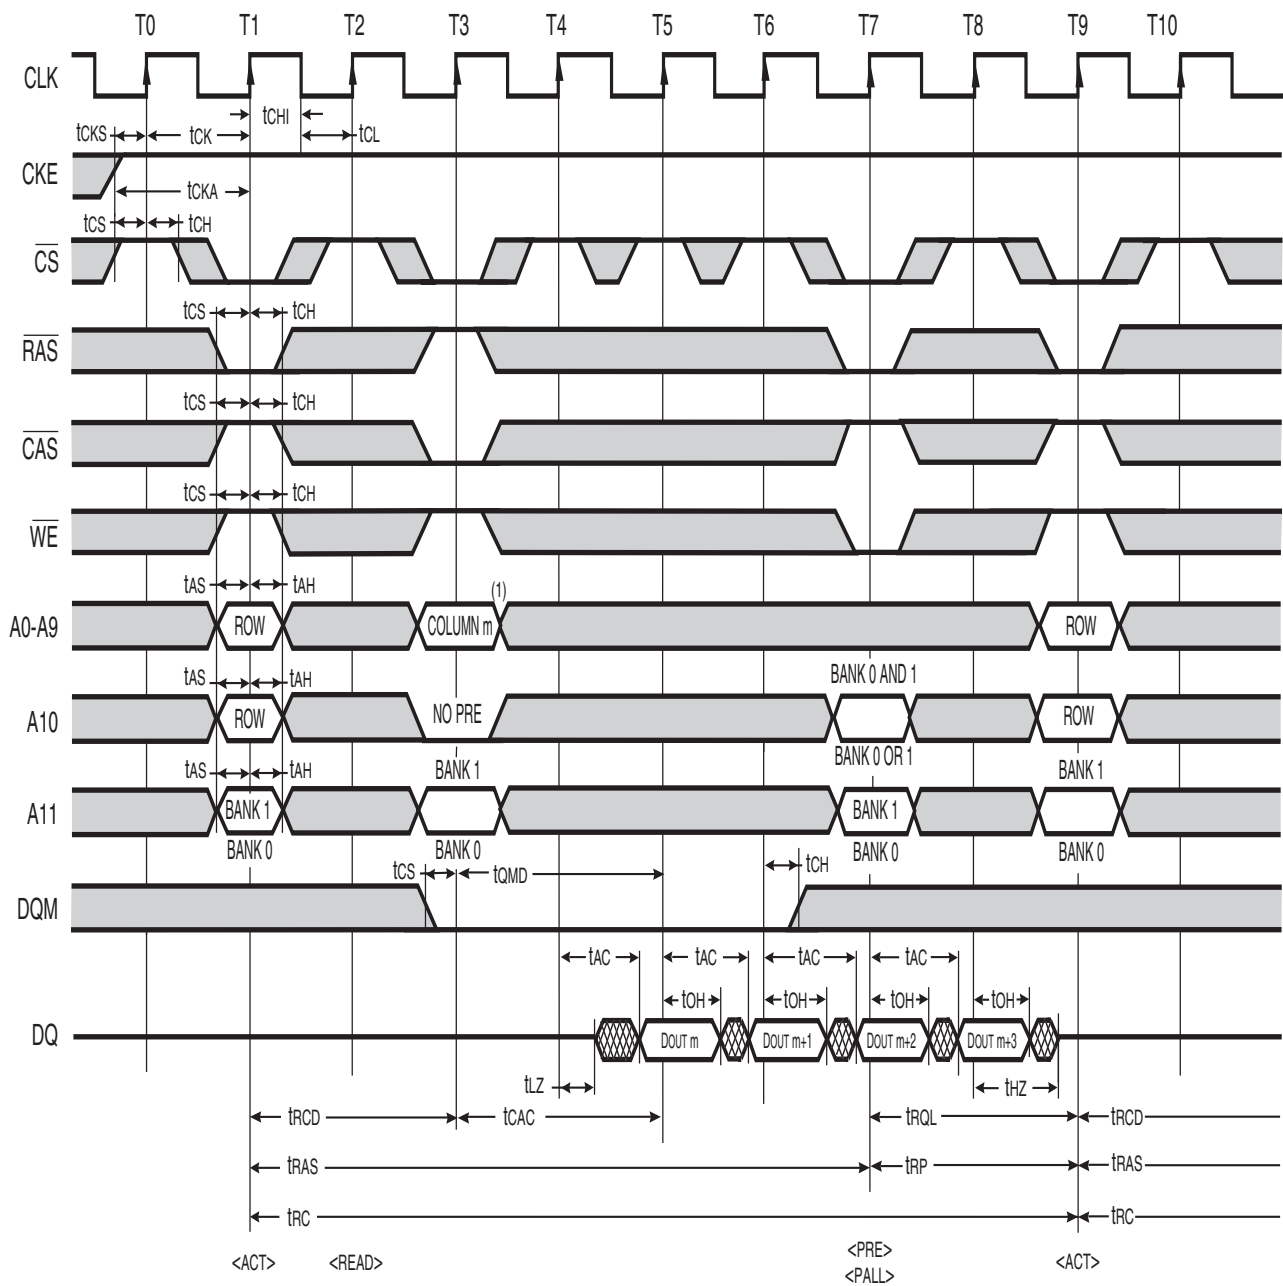 T0 T1 T2 T3 T4 T5 T6 T7 T8 T9 T10
CLK
tCHI
tCKS tCK tCL
CKE
tCKA
tCS tCH
CS
tCS tCH
RAS
tCS tCH
CAS
tCS tCH
WE
tAS tAH (1)
A0-A9 ROW COLUMN m ROW
tAS tAH BANK 0 AND 1
A10 ROW NO PRE ROW
BANK 0 OR 1
tAS tAH BANK 1 BANK 1
A11 BANK 1 BANK 1
BANK 0 BANK 0 BANK 0 BANK 0
tCS tQMD tCH
DQM
tAC tAC tAC tAC
tOH tOH tOH tOH
DQ DOUT m DOUT m+1 DOUT m+2 DOUT m+3
tLZ tHZ
tRCD tCAC tRQL tRCD
tRAS tRP tRAS
tRC tRC
<ACT> <READ> <PRE> <ACT>
<PALL>